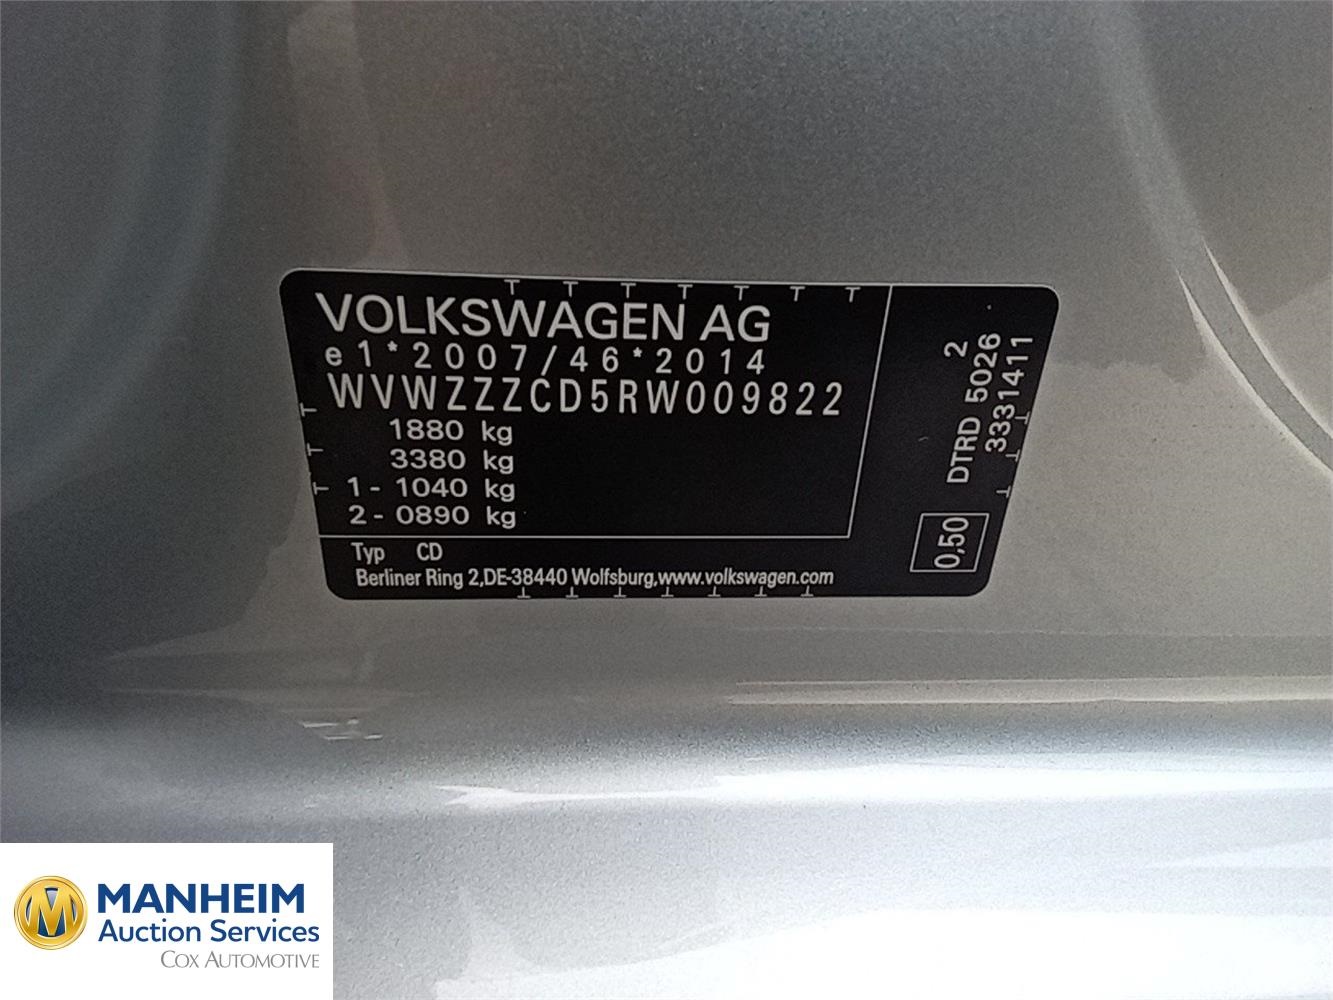 VOLKSWAGEN AG
e1*2007/46*2014
WVWZZZCD5RW009822
1880 kg
3380 kg
1- 1040 kg
2- 0890 kg
Typ CD
Berliner Ring 2,DE-38440 Wolfsburg,www.volkswagen.com
2
DTRD 5026
3331411
0,50
MANHEIM
Auction Services
COX AUTOMOTIVE